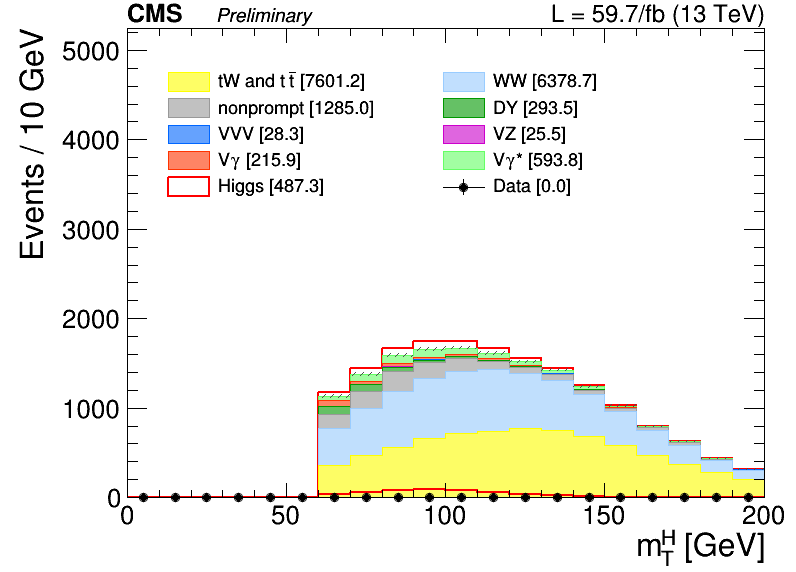 CMS Preliminary L = 59.7/fb (13 TeV)
Events / 10 GeV
5000
4000
3000
2000
1000
0
tW and tt̄ [7601.2] WW [6378.7]
nonprompt [1285.0] DY [293.5]
VVV [28.3] VZ [25.5]
Vγ [215.9] Vγ* [593.8]
Higgs [487.3] Data [0.0]
0 50 100 150 200
m_T^H [GeV]